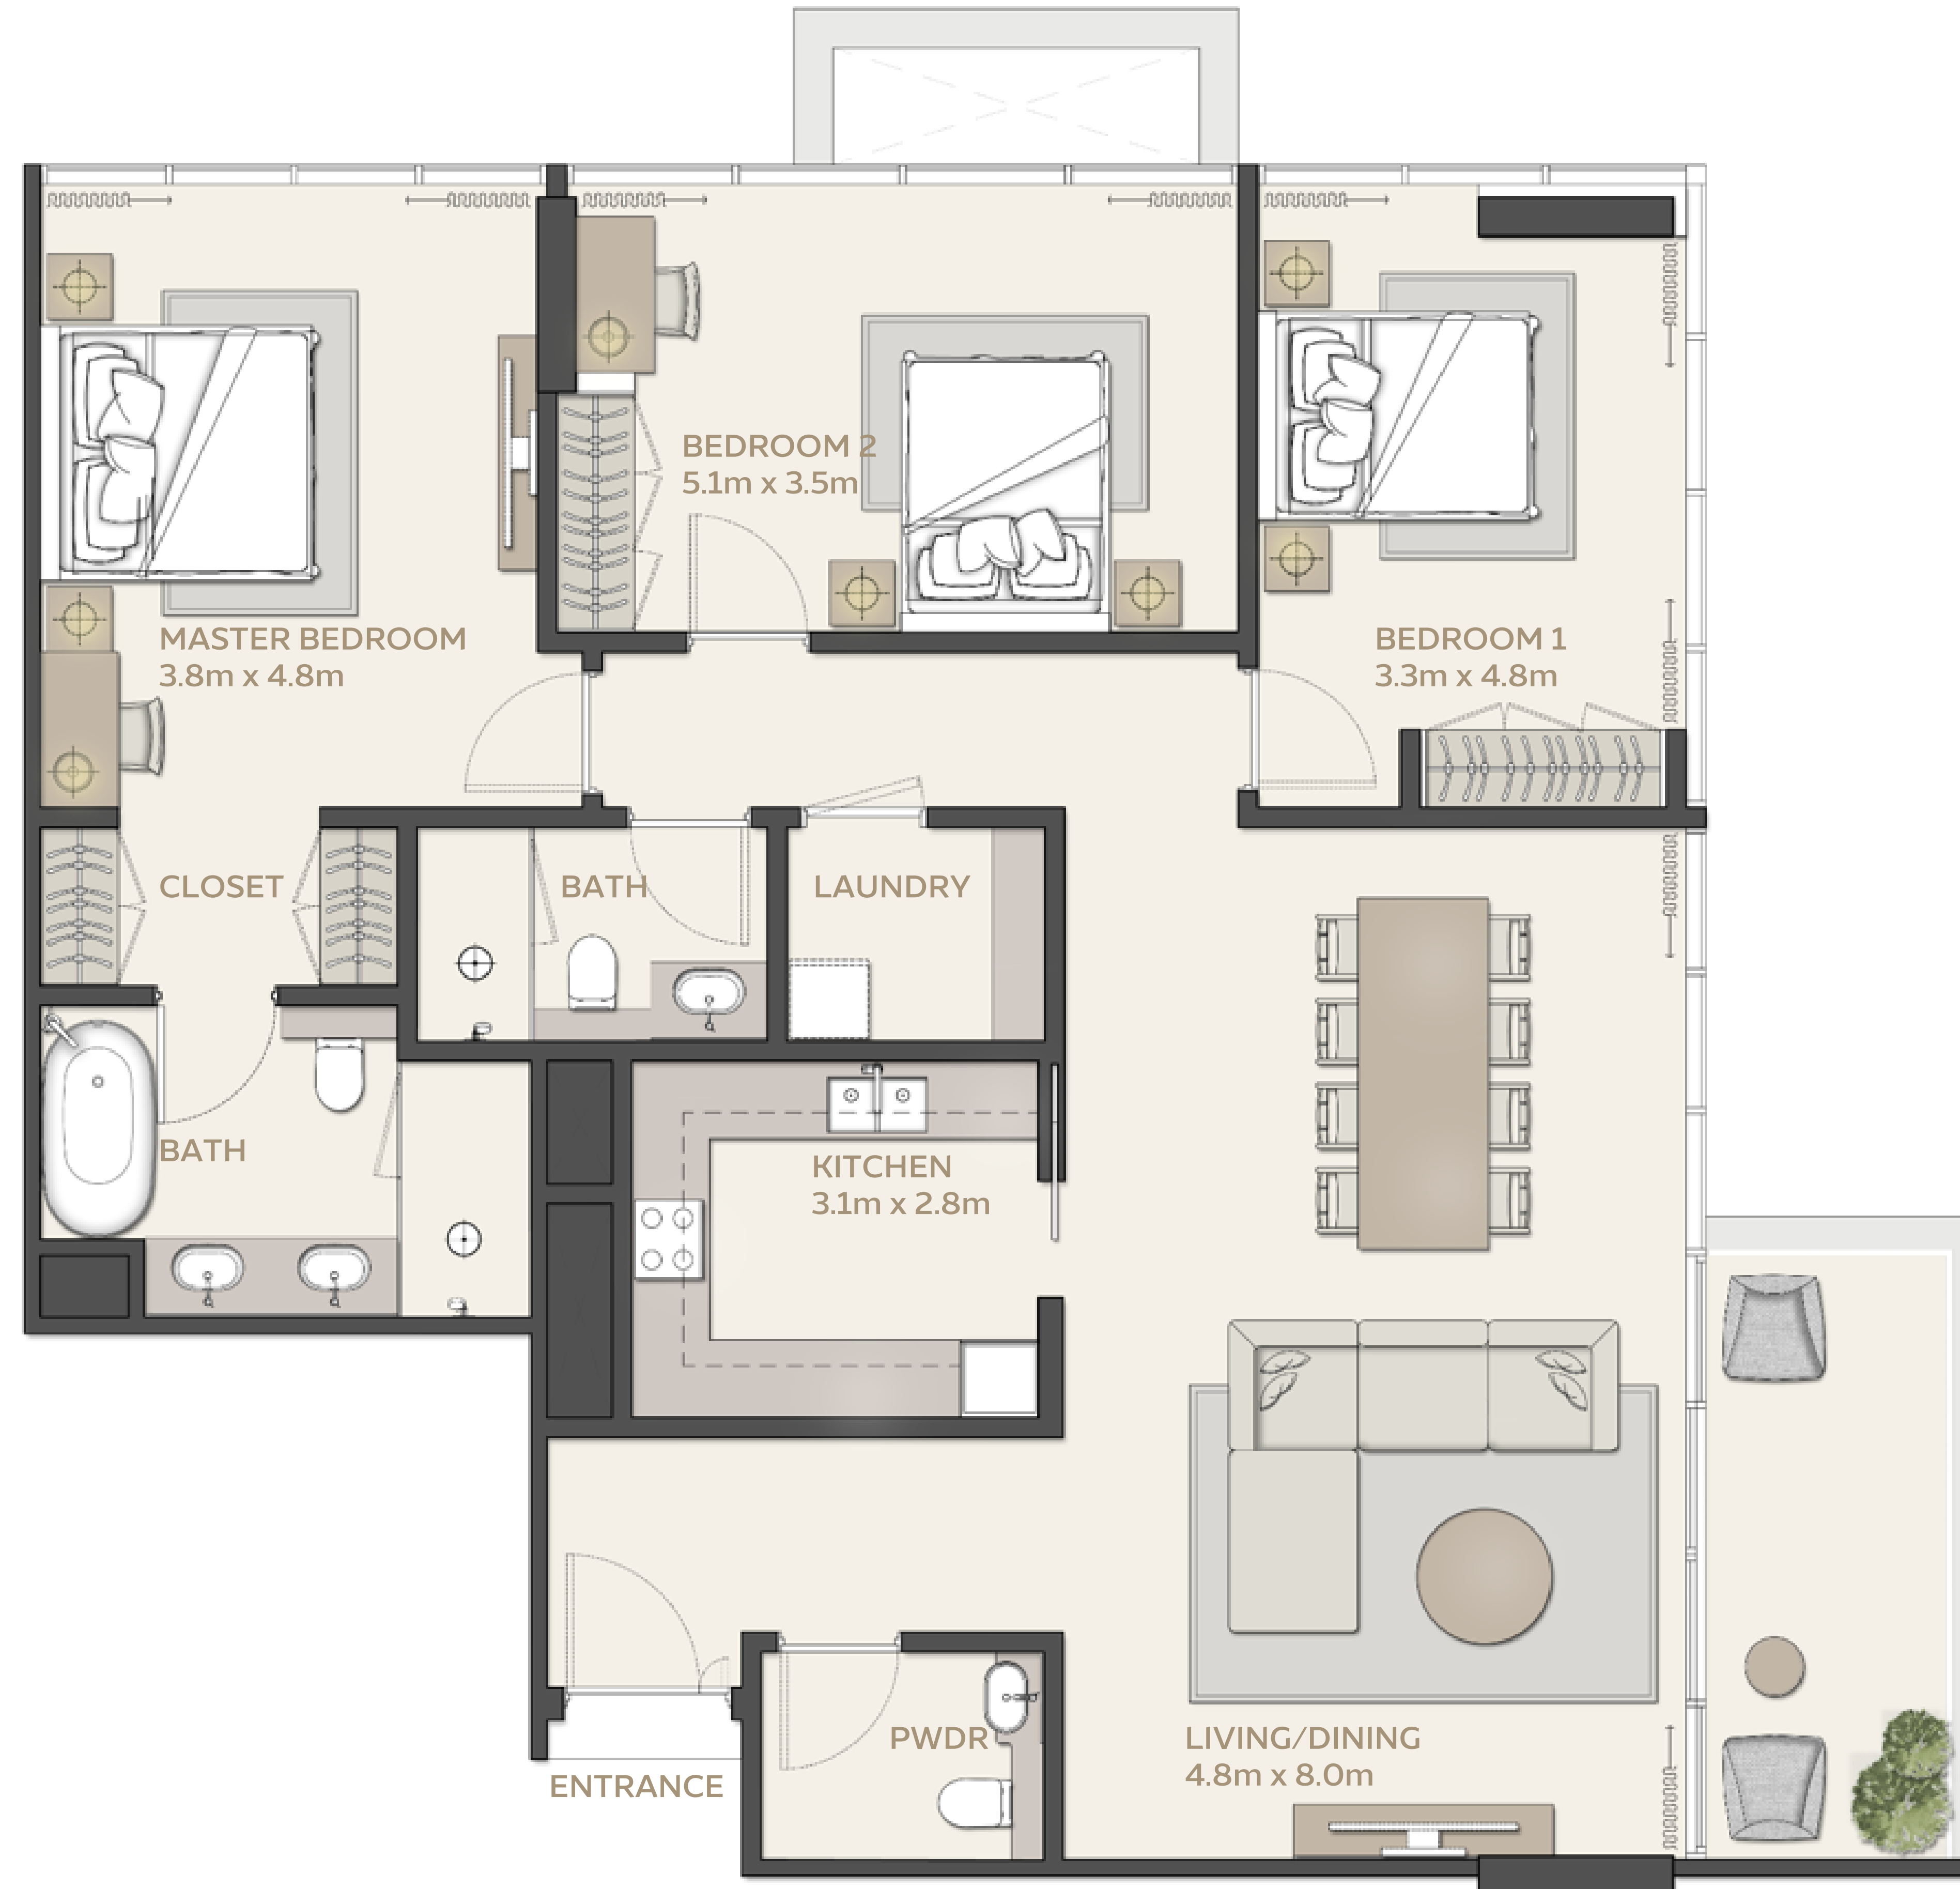 BEDROOM 2
5.1m x 3.5m
MASTER BEDROOM
3.8m x 4.8m
BEDROOM 1
3.3m x 4.8m
CLOSET
BATH
LAUNDRY
BATH
KITCHEN
3.1m x 2.8m
PWDR
LIVING/DINING
4.8m x 8.0m
ENTRANCE